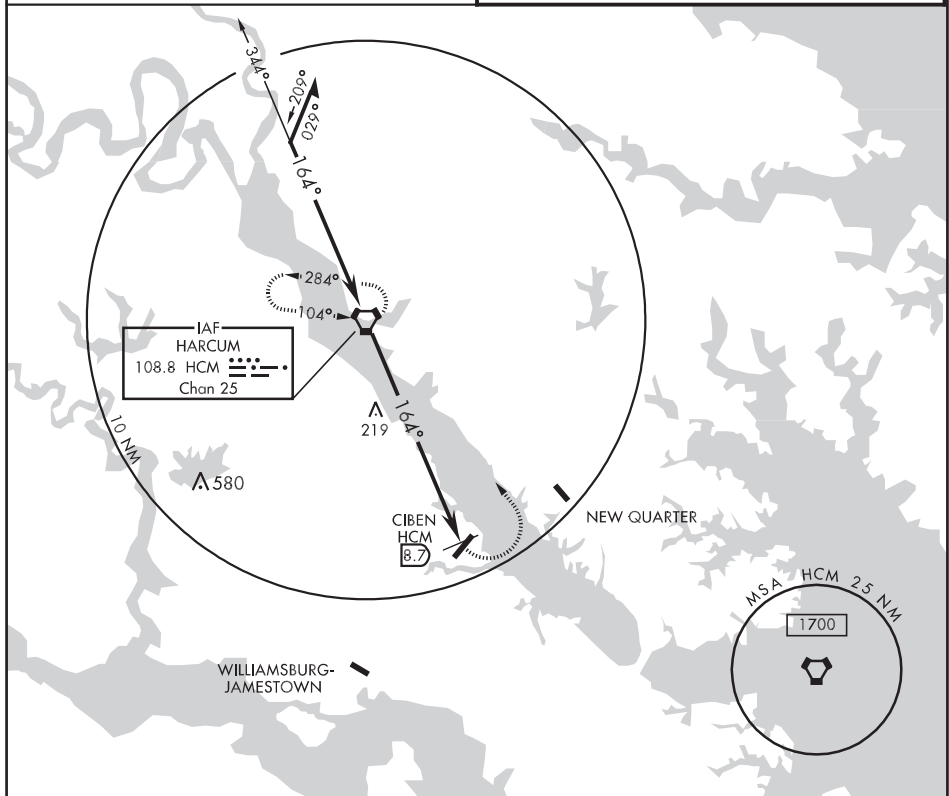 344°
209°
029°
164°
284°
104°
IAF
HARCUM
108.8 HCM
Chan 25
164°
219
10 NM
580
CIBEN
HCM
8.7
NEW QUARTER
MSA HCM 25 NM
1700
WILLIAMSBURG-
JAMESTOWN